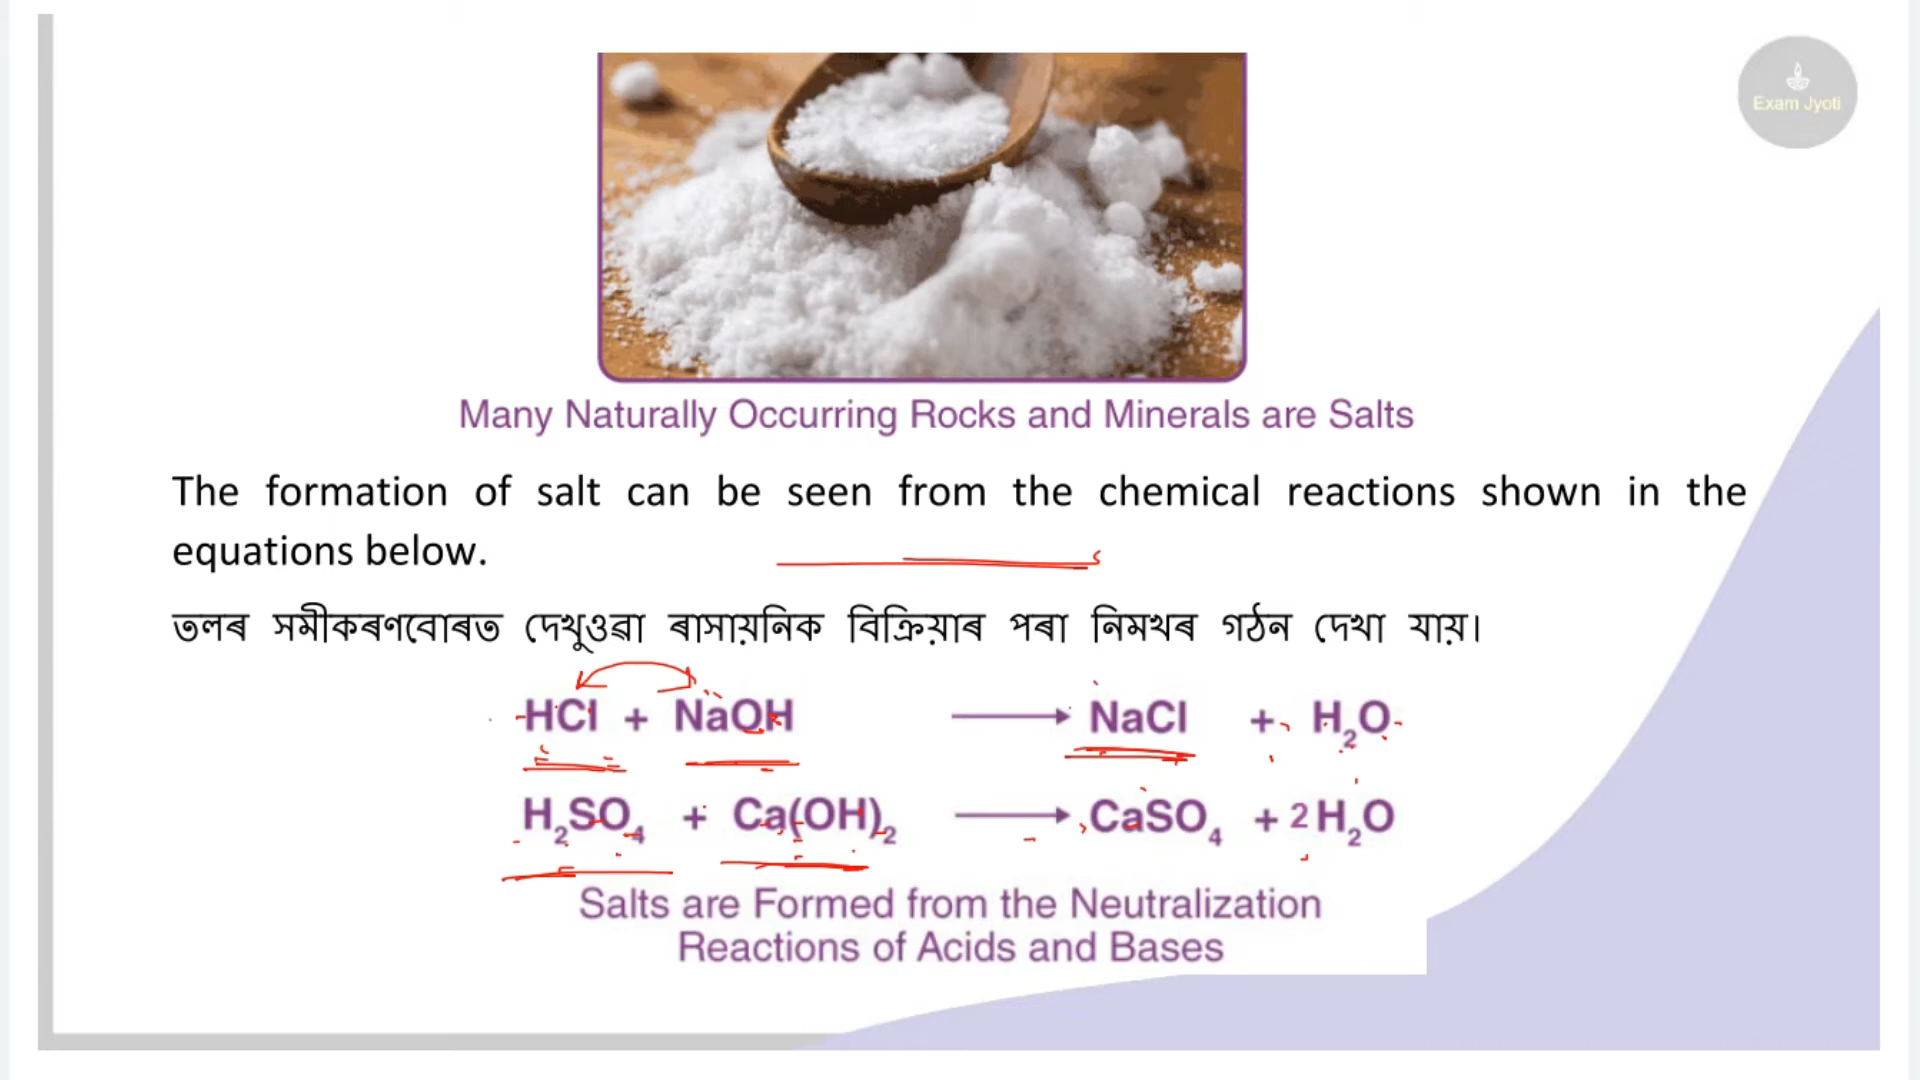 Exam Jyoti
Many Naturally Occurring Rocks and Minerals are Salts
The formation of salt can be seen from the chemical reactions shown in the
equations below.
তলৰ সমীকৰণবোৰত দেখুওৱা ৰাসায়নিক বিক্ৰিয়াৰ পৰা নিমখৰ গঠন দেখা যায়।
HCl + NaOH ⟶ NaCl + H₂O
H₂SO₄ + Ca(OH)₂ ⟶ CaSO₄ + 2H₂O
Salts are Formed from the Neutralization
Reactions of Acids and Bases